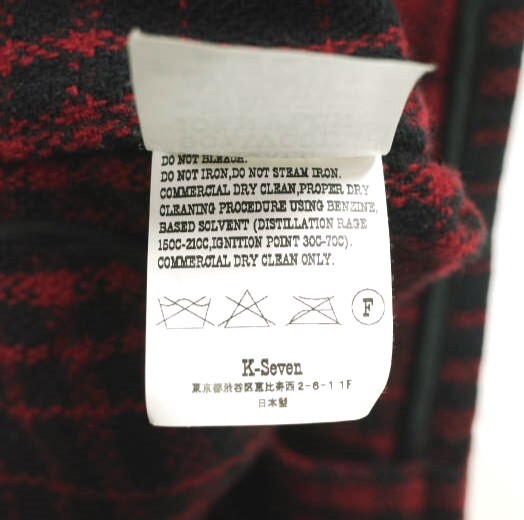 DO NOT BLEACH.
DO NOT IRON,DO NOT STEAM IRON.
COMMERCIAL DRY CLEAN,PROPER DRY
CLEANING PROCEDURE USING BENZINE,
BASED SOLVENT (DISTILLATION RAGE
150C-210C,IGNITION POINT 30C-70C).
COMMERCIAL DRY CLEAN ONLY.
F
K-Seven
東京都渋谷区恵比寿西2-6-11F
日本製